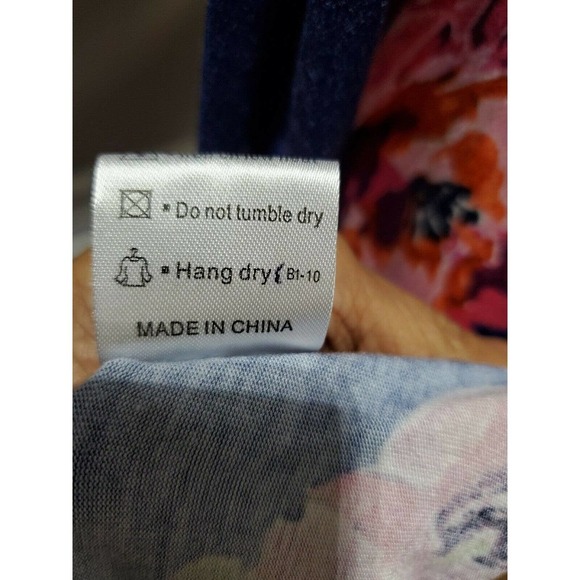 ▪ Do not tumble dry
▪ Hang dry ( B1-10
MADE IN CHINA